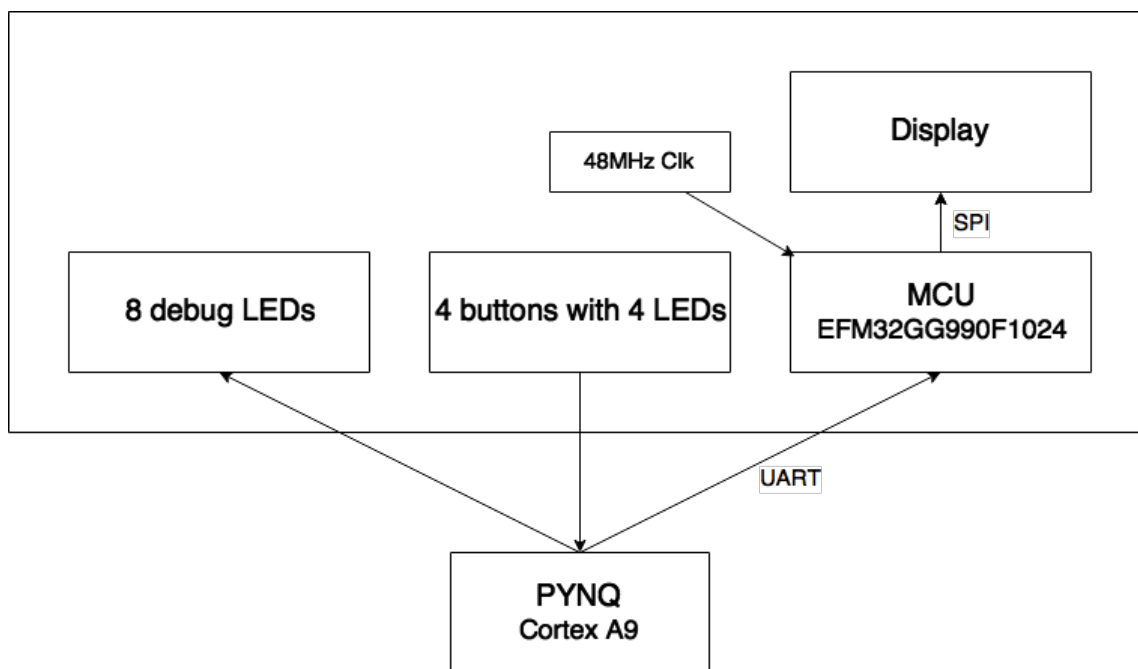 Display
48MHz Clk
SPI
8 debug LEDs
4 buttons with 4 LEDs
MCU
EFM32GG990F1024
UART
PYNQ
Cortex A9